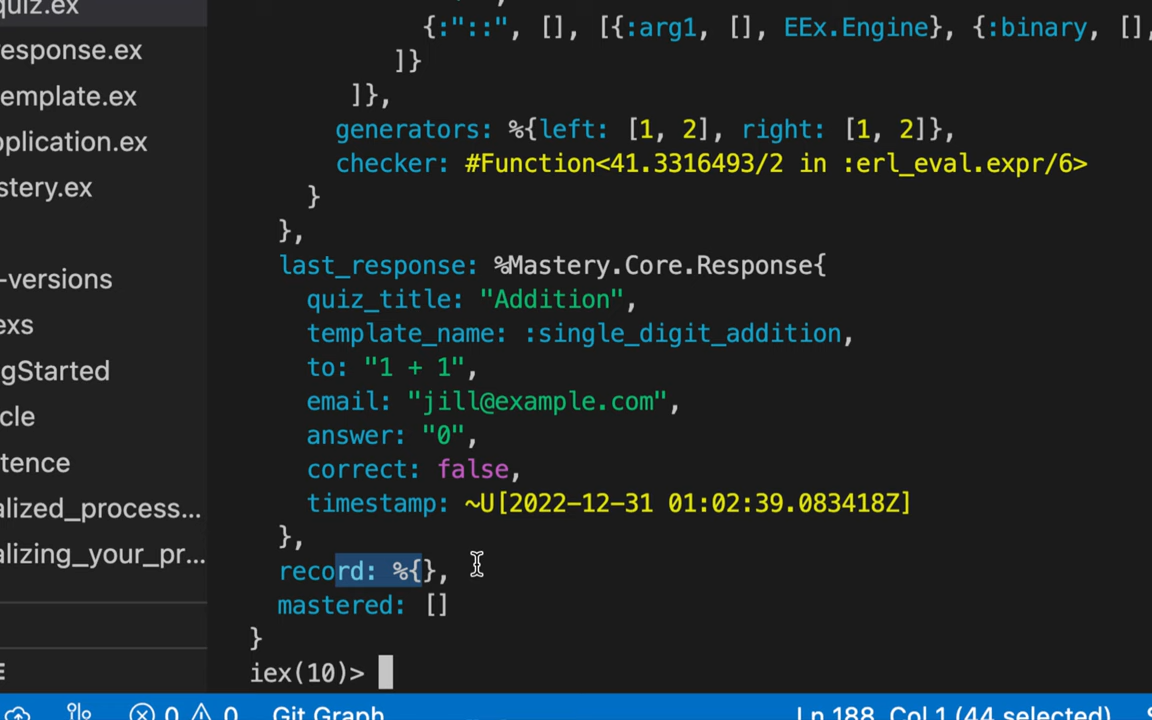 quiz.ex
{:"::", [], [{:arg1, [], EEx.Engine}, {:binary, [],
esponse.ex
]}
emplate.ex
]},
generators: %{left: [1, 2], right: [1, 2]},
pplication.ex
checker: #Function<41.3316493/2 in :erl_eval.expr/6>
stery.ex
}
},
last_response: %Mastery.Core.Response{
-versions
quiz_title: "Addition",
exs
template_name: :single_digit_addition,
gStarted
to: "1 + 1",
email: "jill@example.com",
cle
answer: "0",
tence
correct: false,
alized_process...
timestamp: ~U[2022-12-31 01:02:39.083418Z]
},
alizing_your_pr...
record: %{},
mastered: []
}
E
iex(10)>
0 0 Git Graph Ln 188, Col 1 (44 selected)